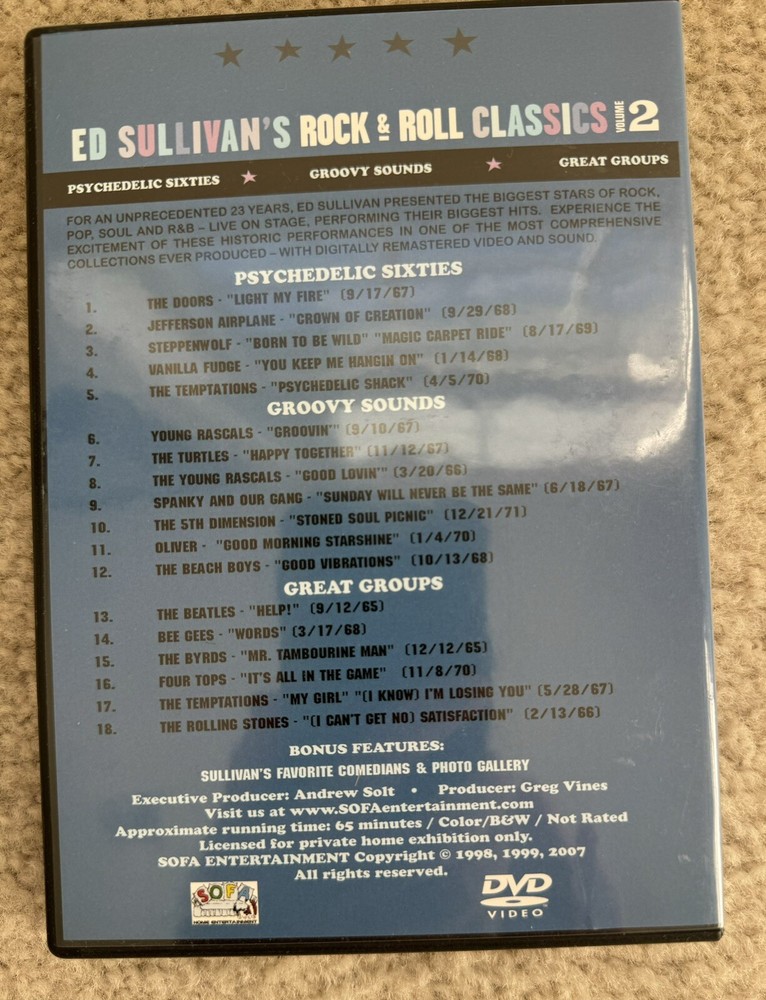 ED SULLIVAN'S ROCK & ROLL CLASSICS VOLUME 2
PSYCHEDELIC SIXTIES ★ GROOVY SOUNDS ★ GREAT GROUPS
FOR AN UNPRECEDENTED 23 YEARS, ED SULLIVAN PRESENTED THE BIGGEST STARS OF ROCK,
POP, SOUL AND R&B – LIVE ON STAGE, PERFORMING THEIR BIGGEST HITS. EXPERIENCE THE
EXCITEMENT OF THESE HISTORIC PERFORMANCES IN ONE OF THE MOST COMPREHENSIVE
COLLECTIONS EVER PRODUCED – WITH DIGITALLY REMASTERED VIDEO AND SOUND.
PSYCHEDELIC SIXTIES
1. THE DOORS - "LIGHT MY FIRE" (9/17/67)
2. JEFFERSON AIRPLANE - "CROWN OF CREATION" (9/29/68)
3. STEPPENWOLF - "BORN TO BE WILD" "MAGIC CARPET RIDE" (8/17/69)
4. VANILLA FUDGE - "YOU KEEP ME HANGIN ON" (1/14/68)
5. THE TEMPTATIONS - "PSYCHEDELIC SHACK" (4/5/70)
GROOVY SOUNDS
6. YOUNG RASCALS - "GROOVIN'" (9/10/67)
7. THE TURTLES - "HAPPY TOGETHER" (11/12/67)
8. THE YOUNG RASCALS - "GOOD LOVIN'" (3/20/66)
9. SPANKY AND OUR GANG - "SUNDAY WILL NEVER BE THE SAME" (6/18/67)
10. THE 5TH DIMENSION - "STONED SOUL PICNIC" (12/21/71)
11. OLIVER - "GOOD MORNING STARSHINE" (1/4/70)
12. THE BEACH BOYS - "GOOD VIBRATIONS" (10/13/68)
GREAT GROUPS
13. THE BEATLES - "HELP!" (9/12/65)
14. BEE GEES - "WORDS" (3/17/68)
15. THE BYRDS - "MR. TAMBOURINE MAN" (12/12/65)
16. FOUR TOPS - "IT'S ALL IN THE GAME" (11/8/70)
17. THE TEMPTATIONS - "MY GIRL" "(I KNOW) I'M LOSING YOU" (5/28/67)
18. THE ROLLING STONES - "(I CAN'T GET NO) SATISFACTION" (2/13/66)
BONUS FEATURES:
SULLIVAN'S FAVORITE COMEDIANS & PHOTO GALLERY
Executive Producer: Andrew Solt • Producer: Greg Vines
Visit us at www.SOFAentertainment.com
Approximate running time: 65 minutes / Color/B&W / Not Rated
Licensed for private home exhibition only.
SOFA ENTERTAINMENT Copyright © 1998, 1999, 2007
All rights reserved.
SOFA
HOME ENTERTAINMENT
DVD
VIDEO